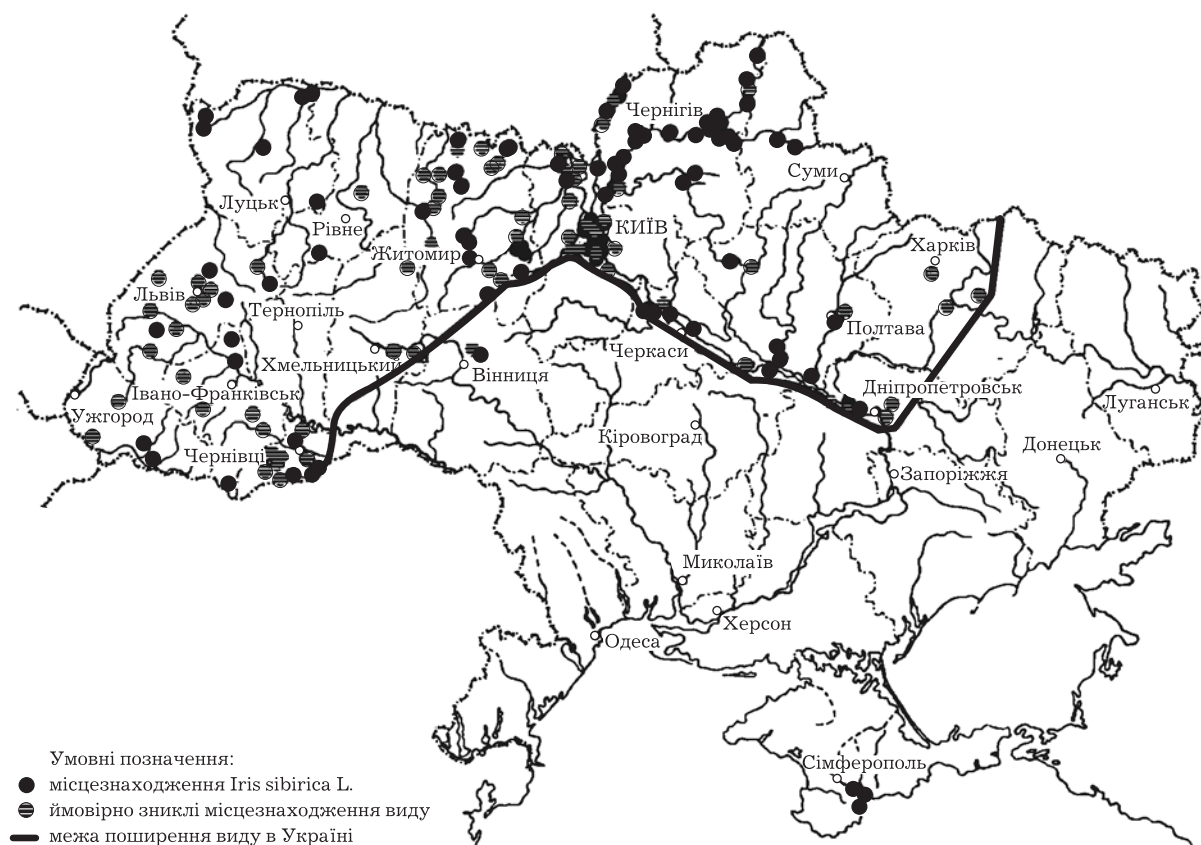 Чернігів
Суми
Луцьк
Рівне
КИЇВ
Житомир
Харків
Львів
Тернопіль
Полтава
Хмельницький
Черкаси
Вінниця
Івано-Франківськ
Дніпропетровськ
Ужгород
Луганськ
Кіровоград
Донецьк
Чернівці
Запоріжжя
Миколаїв
Херсон
Одеса
Сімферополь
Умовні позначення:
місцезнаходження Iris sibirica L.
ймовірно зниклі місцезнаходження виду
межа поширення виду в Україні